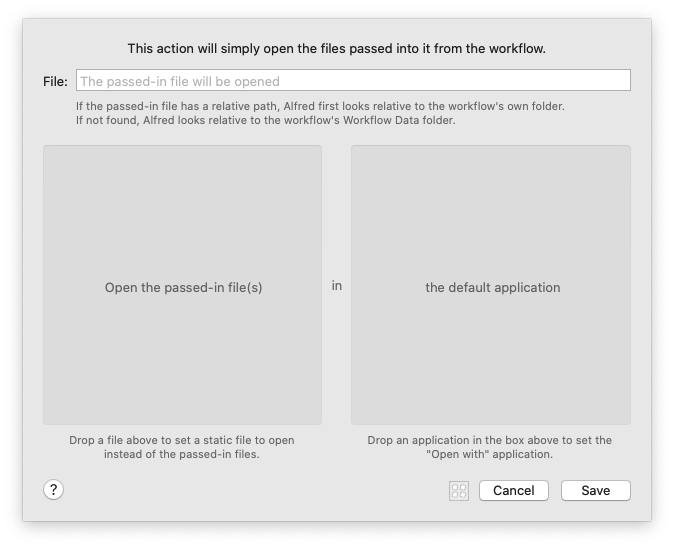 This action will simply open the files passed into it from the workflow.
File: The passed-in file will be opened
If the passed-in file has a relative path, Alfred first looks relative to the workflow's own folder.
If not found, Alfred looks relative to the workflow's Workflow Data folder.
Open the passed-in file(s)
in
the default application
Drop a file above to set a static file to open
instead of the passed-in files.
Drop an application in the box above to set the
"Open with" application.
?
Cancel
Save